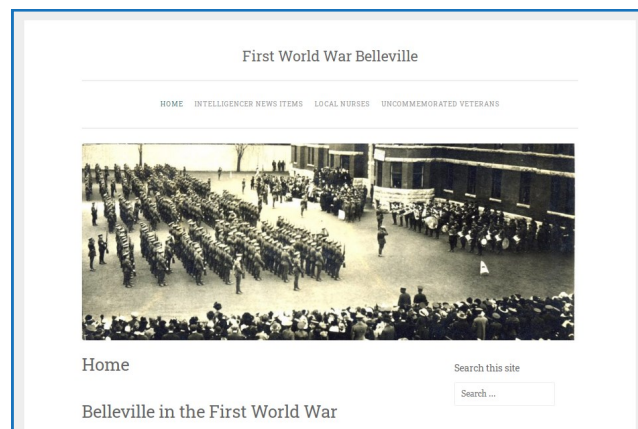 First World War Belleville
HOME INTELLIGENCER NEWS ITEMS LOCAL NURSES UNCOMMEMORATED VETERANS
Home
Search this site
Search ...
Belleville in the First World War